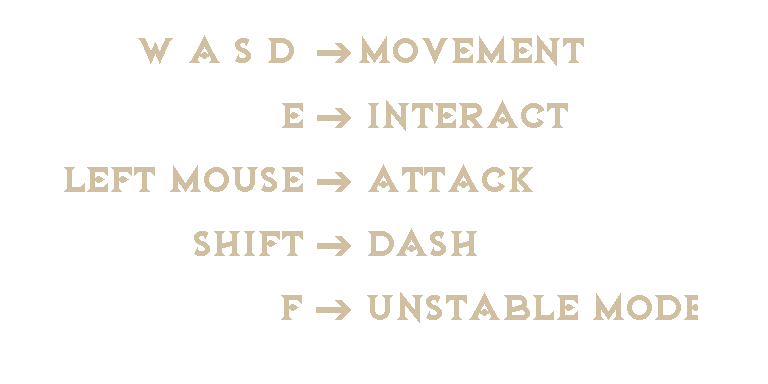 W A S D → MOVEMENT
E → INTERACT
LEFT MOUSE → ATTACK
SHIFT → DASH
F → UNSTABLE MODE